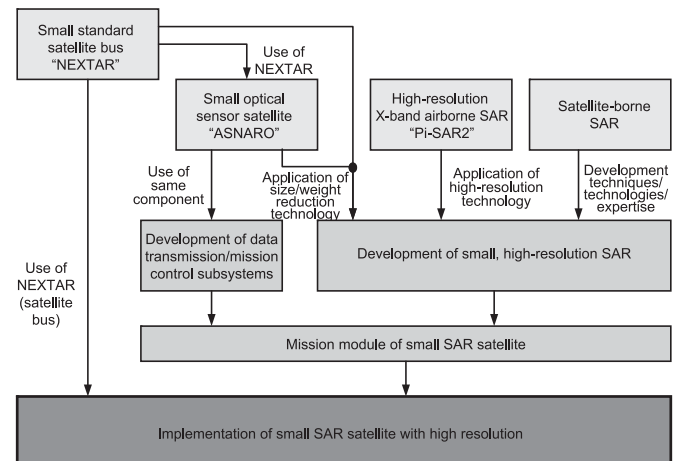 Small standard
satellite bus
“NEXTAR”
Use of
NEXTAR
Small optical
sensor satellite
“ASNARO”
High-resolution
X-band airborne SAR
“Pi-SAR2”
Satellite-borne
SAR
Use of
same
component
Application of
size/weight
reduction
technology
Application of
high-resolution
technology
Development
techniques/
technologies/
expertise
Development of data
transmission/mission
control subsystems
Development of small, high-resolution SAR
Use of
NEXTAR
(satellite
bus)
Mission module of small SAR satellite
Implementation of small SAR satellite with high resolution